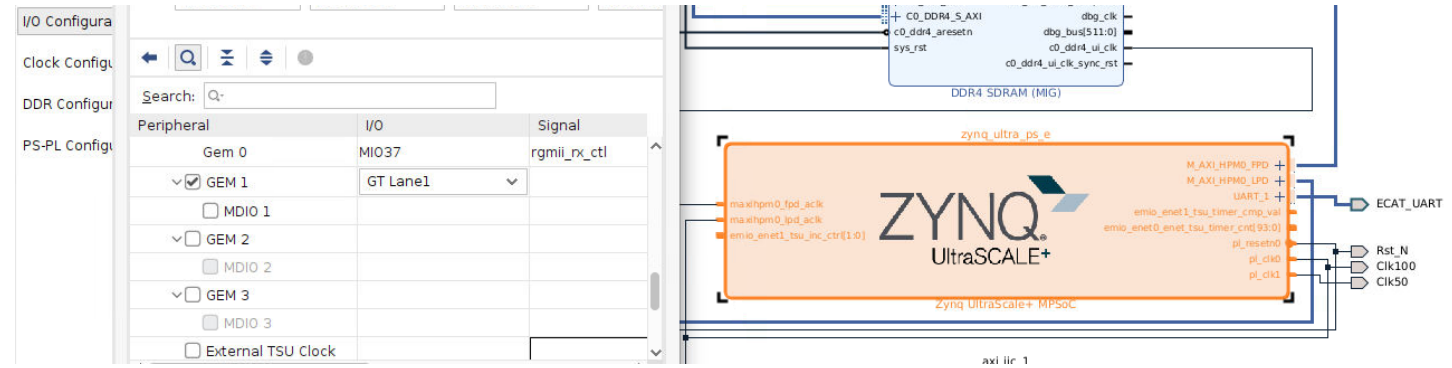 I/O Configura
Clock Configu
DDR Configur
PS-PL Configu
Search:
Peripheral I/O Signal
Gem 0 MIO37 rgmii_rx_ctl
GEM 1 GT Lane1
MDIO 1
GEM 2
MDIO 2
GEM 3
MDIO 3
External TSU Clock
C0_DDR4_S_AXI dbg_clk
c0_ddr4_aresetn dbg_bus[511:0]
sys_rst c0_ddr4_ui_clk
c0_ddr4_ui_clk_sync_rst
DDR4 SDRAM (MIG)
zynq_ultra_ps_e
M_AXI_HPM0_FPD
M_AXI_HPM0_LPD
UART_1
maxihpm0_fpd_aclk emio_enet1_tsu_timer_cmp_val
maxihpm0_lpd_aclk emio_enet0_enet_tsu_timer_cnt[93:0]
emio_enet1_tsu_inc_ctrl[1:0] pl_resetn0
pl_clk0
pl_clk1
ZYNQ
UltraSCALE+
Zynq UltraScale+ MPSoC
ECAT_UART
Rst_N
Clk100
Clk50
axi_iic_1